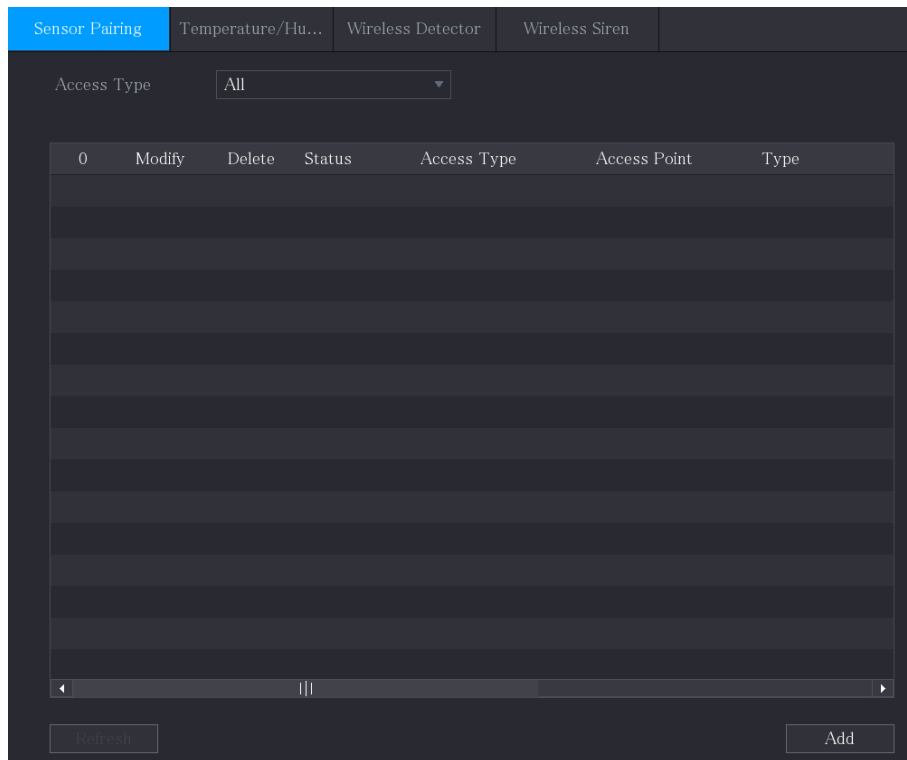 Sensor Pairing Temperature/Hu... Wireless Detector Wireless Siren
Access Type All
0 Modify Delete Status Access Type Access Point Type
Refresh Add